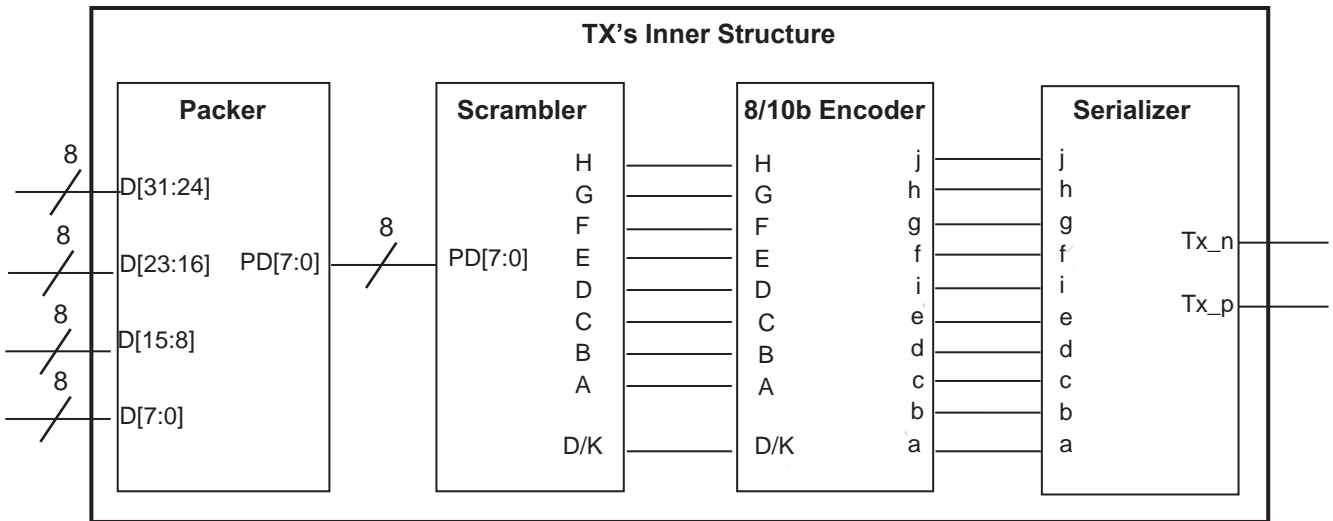 TX's Inner Structure
Packer
8
D[31:24]
8
D[23:16]
8
D[15:8]
8
D[7:0]
PD[7:0]
8
Scrambler
PD[7:0]
H
G
F
E
D
C
B
A
D/K
8/10b Encoder
H
G
F
E
D
C
B
A
D/K
j
h
g
f
i
e
d
c
b
a
Serializer
j
h
g
f
i
e
d
c
b
a
Tx_n
Tx_p